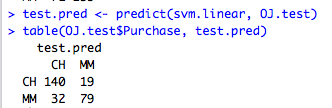 > test.pred <- predict(svm.linear, OJ.test)
> table(OJ.test$Purchase, test.pred)
test.pred
CH MM
CH 140 19
MM 32 79